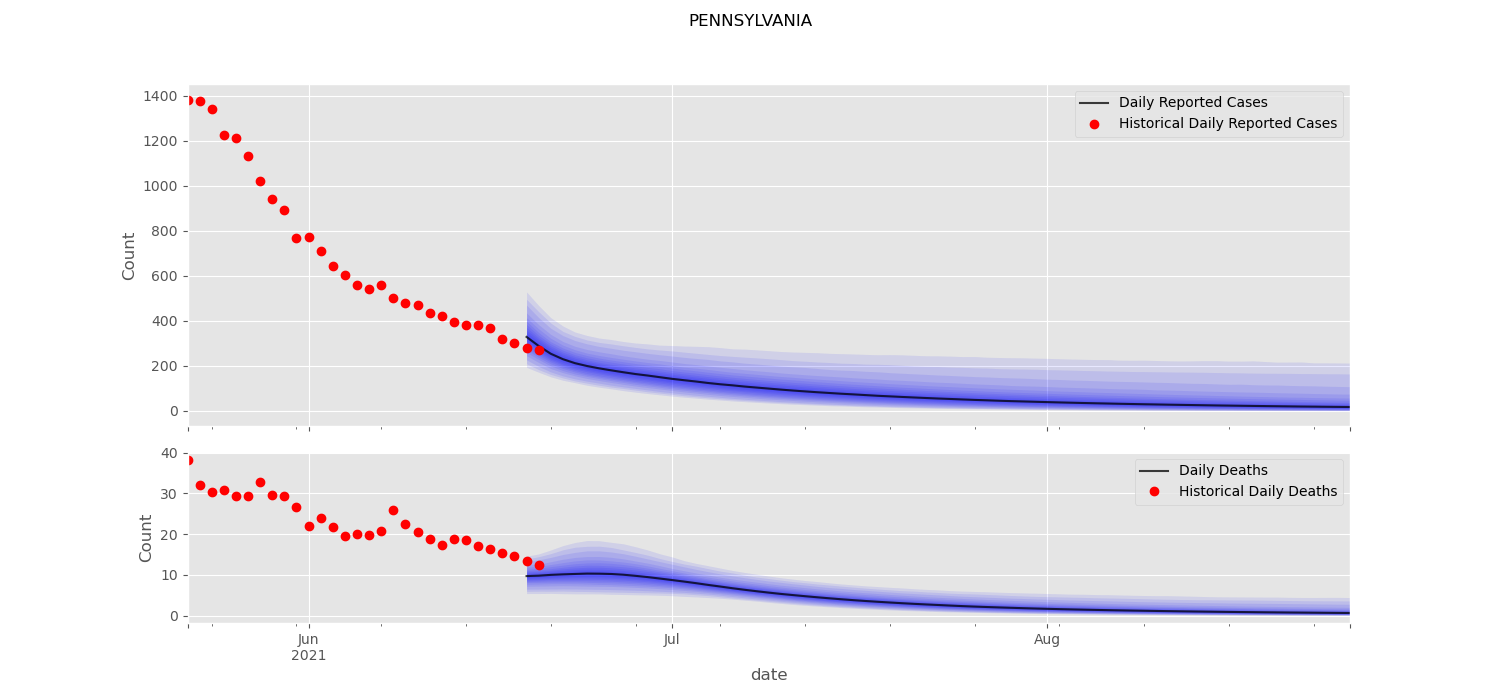 PENNSYLVANIA
1400
1200
1000
800
600
400
200
0
Count
Daily Reported Cases
Historical Daily Reported Cases
40
30
20
10
0
Count
Daily Deaths
Historical Daily Deaths
Jun
2021
Jul
Aug
date